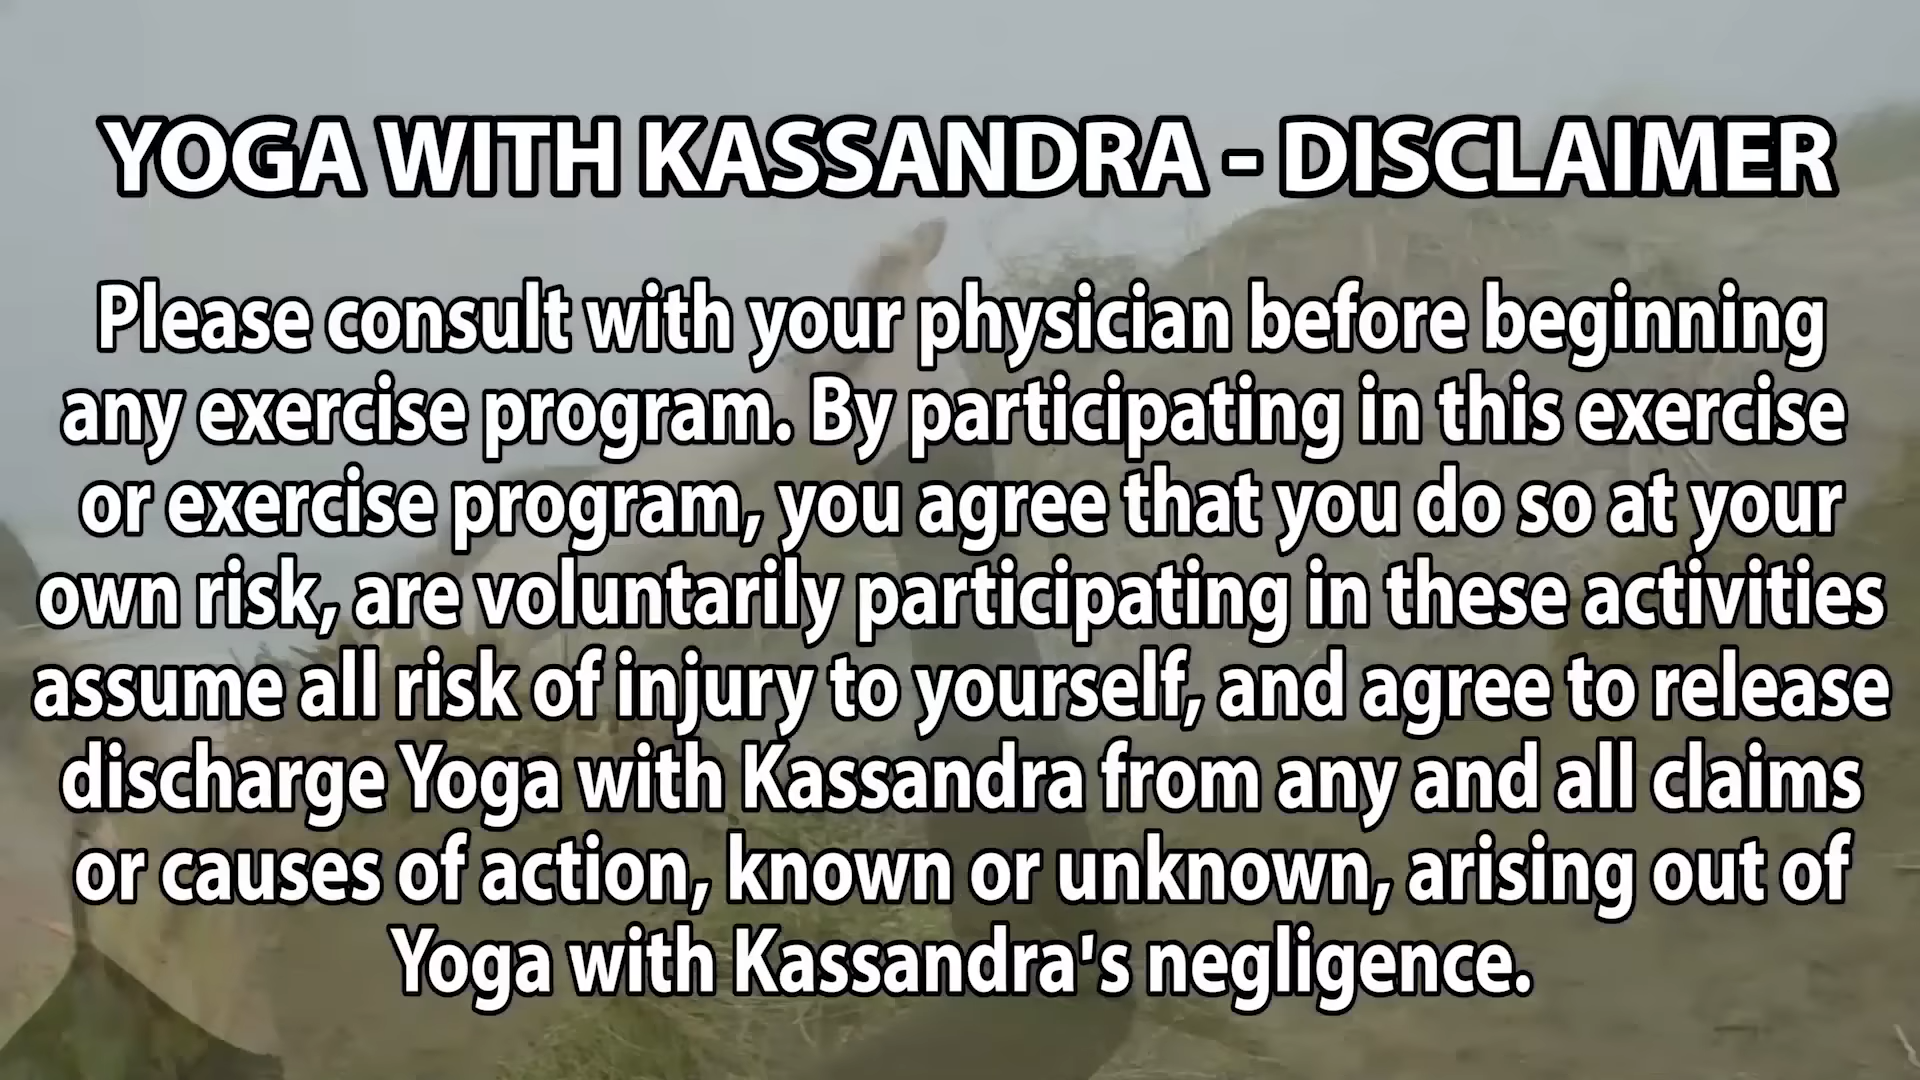 YOGA WITH KASSANDRA - DISCLAIMER
Please consult with your physician before beginning
any exercise program. By participating in this exercise
or exercise program, you agree that you do so at your
own risk, are voluntarily participating in these activities
assume all risk of injury to yourself, and agree to release
discharge Yoga with Kassandra from any and all claims
or causes of action, known or unknown, arising out of
Yoga with Kassandra's negligence.